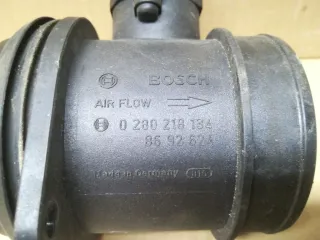 BOSCH
AIR FLOW
0 280 218 134
Made in Germany